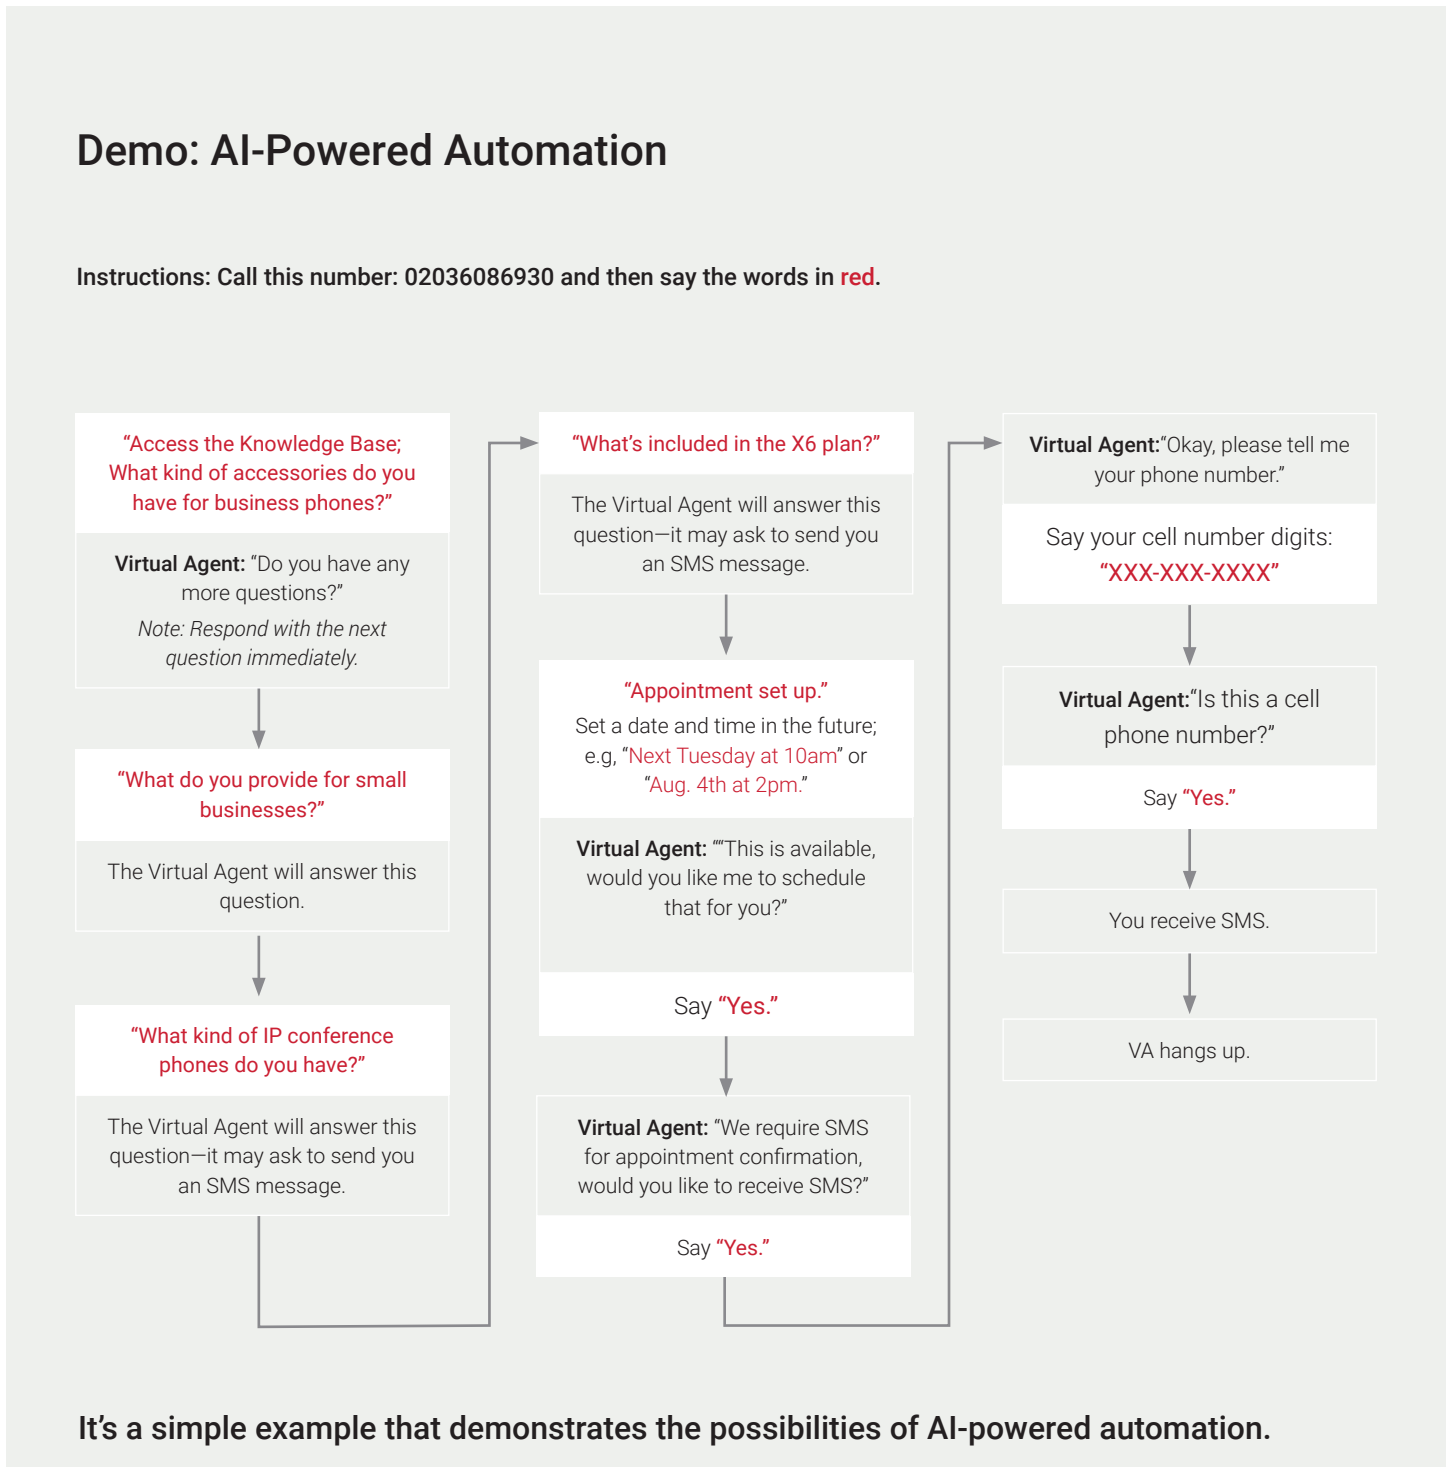 Demo: AI-Powered Automation
Instructions: Call this number: 02036086930 and then say the words in red.
“Access the Knowledge Base;
What kind of accessories do you
have for business phones?”
Virtual Agent: “Do you have any
more questions?”
Note: Respond with the next
question immediately.
“What do you provide for small
businesses?”
The Virtual Agent will answer this
question.
“What kind of IP conference
phones do you have?”
The Virtual Agent will answer this
question—it may ask to send you
an SMS message.
“What’s included in the X6 plan?”
The Virtual Agent will answer this
question—it may ask to send you
an SMS message.
“Appointment set up.”
Set a date and time in the future;
e.g, “Next Tuesday at 10am” or
“Aug. 4th at 2pm.”
Virtual Agent: ““This is available,
would you like me to schedule
that for you?”
Say “Yes.”
Virtual Agent: “We require SMS
for appointment confirmation,
would you like to receive SMS?”
Say “Yes.”
Virtual Agent:“Okay, please tell me
your phone number.”
Say your cell number digits:
“XXX-XXX-XXXX”
Virtual Agent:“Is this a cell
phone number?”
Say “Yes.”
You receive SMS.
VA hangs up.
It’s a simple example that demonstrates the possibilities of AI-powered automation.